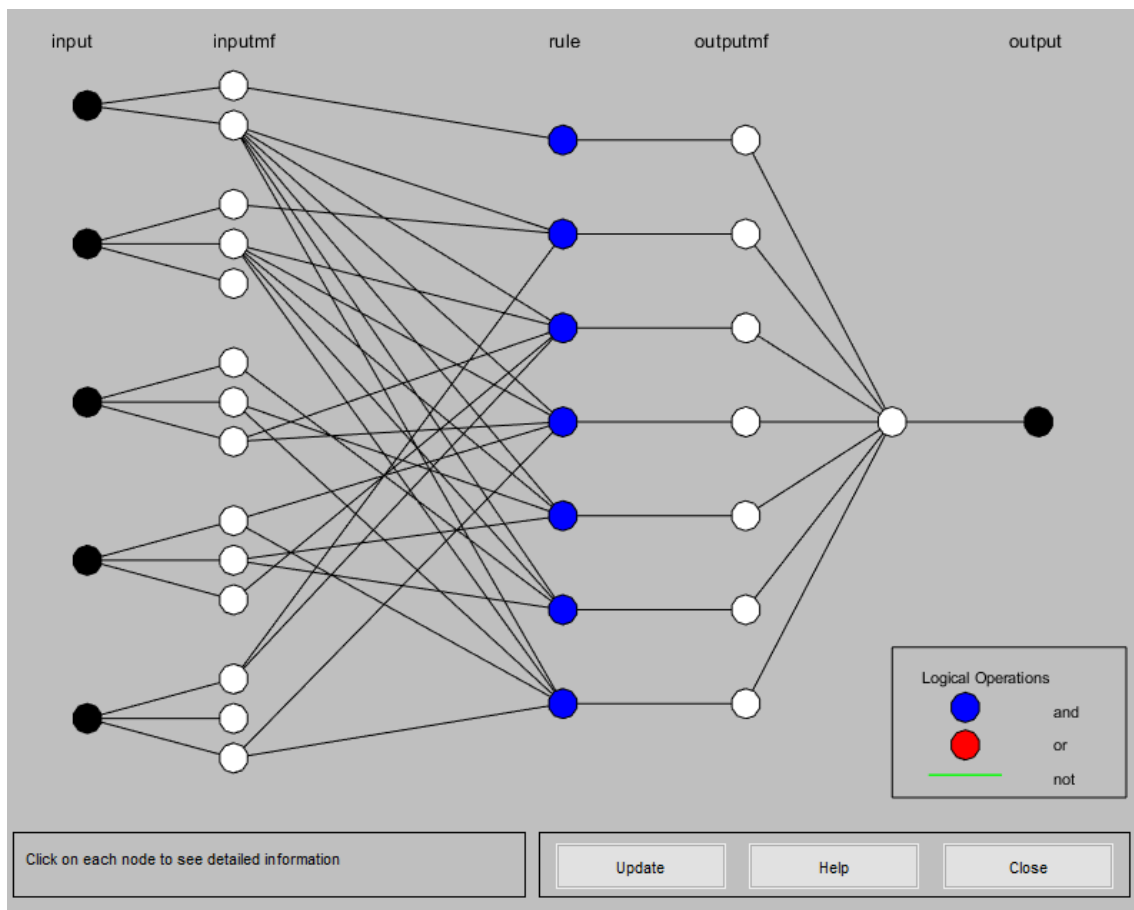 input inputmf rule outputmf output
Logical Operations
and
or
not
Click on each node to see detailed information
Update Help Close